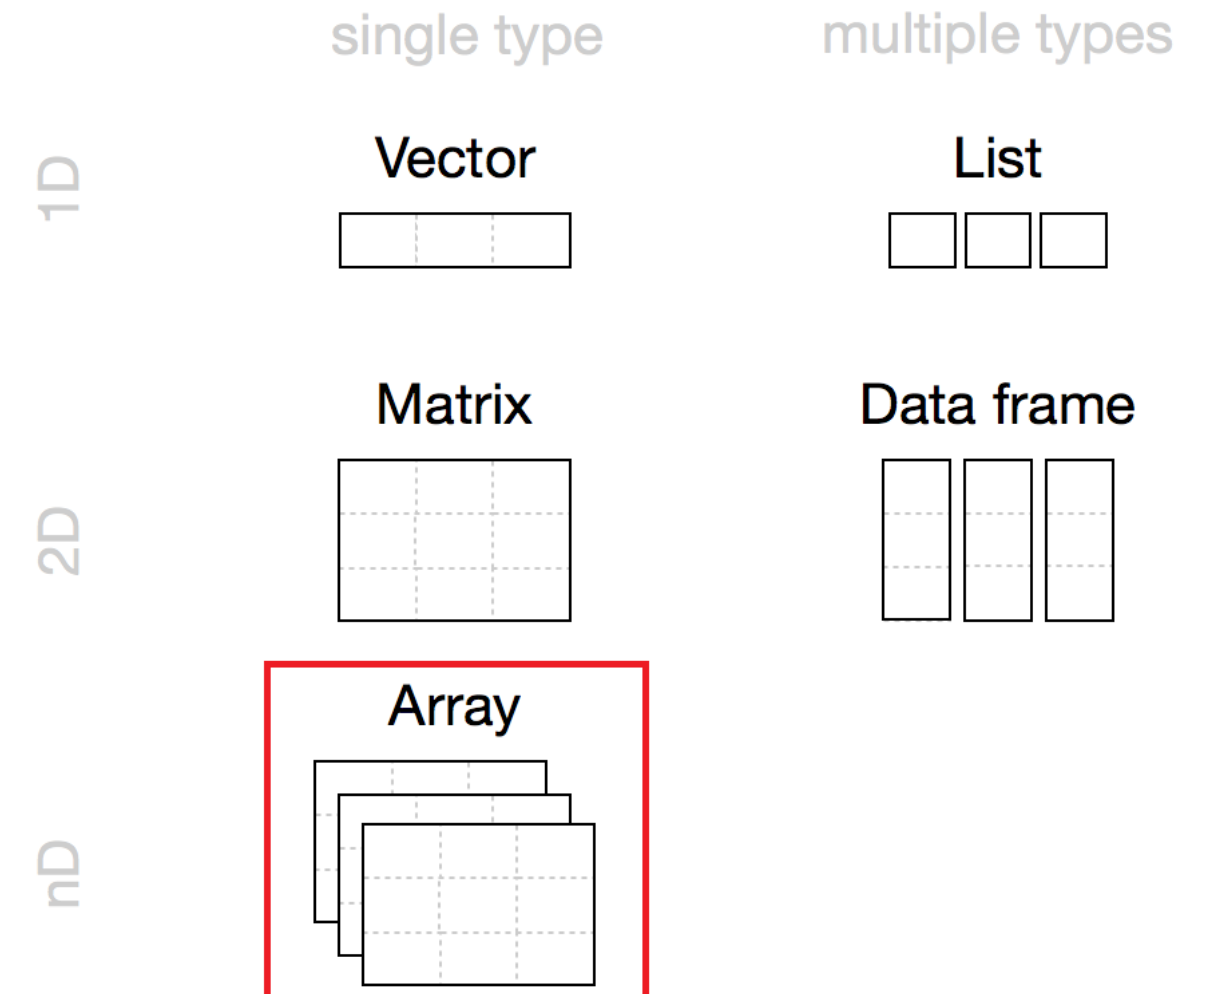 single type multiple types
1D
Vector List
2D
Matrix Data frame
nD
Array